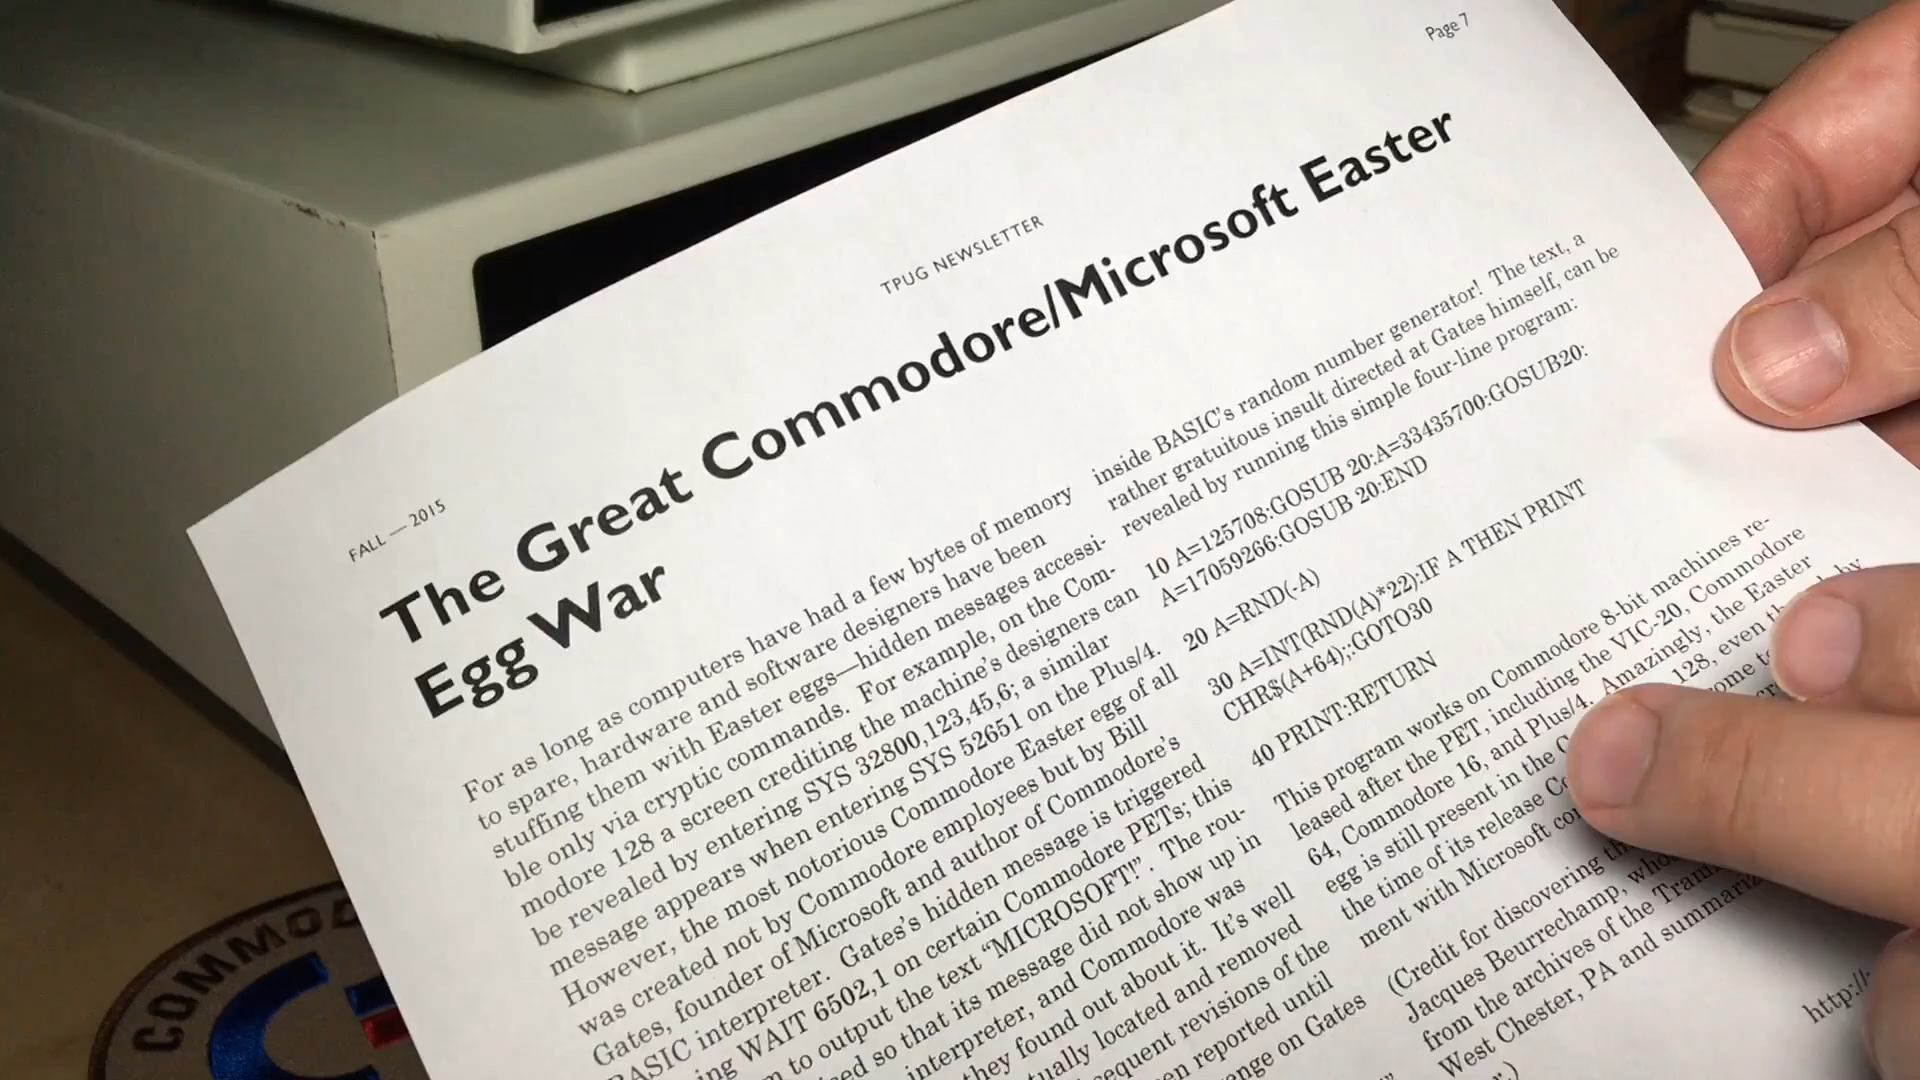 Page 7
TPUG NEWSLETTER
FALL — 2015
The Great Commodore/Microsoft Easter
Egg War
For as long as computers have had a few bytes of memory
to spare, hardware and software designers have been
stuffing them with Easter eggs—hidden messages accessi-
ble only via cryptic commands. For example, on the Com-
modore 128 a screen crediting the machine's designers can
be revealed by entering SYS 32800,123,45,6; a similar
message appears when entering SYS 52651 on the Plus/4.
However, the most notorious Commodore Easter egg of all
was created not by Commodore employees but by Bill
Gates, founder of Microsoft and author of Commodore's
BASIC interpreter. Gates's hidden message is triggered
ing WAIT 6502,1 on certain Commodore PETs; this
to output the text “MICROSOFT!”. The rou-
so that its message did not show up in
interpreter, and Commodore was
they found out about it. It's well
located and removed
revisions of the
reported until
on Gates
inside BASIC's random number generator! The text, a
rather gratuitous insult directed at Gates himself, can be
revealed by running this simple four-line program:
10 A=125708:GOSUB 20:A=33435700:GOSUB20:
A=17059266:GOSUB 20:END
20 A=RND(-A)
30 A=INT(RND(A)*22):IF A THEN PRINT
CHR$(A+64);:GOTO30
40 PRINT:RETURN
This program works on Commodore 8-bit machines re-
leased after the PET, including the VIC-20, Commodore
64, Commodore 16, and Plus/4. Amazingly, the Easter
egg is still present in the 128, even by
the time of its release
ment with Microsoft
(Credit for discovering
Jacques Beurrechamp,
from the archives of the
West Chester, PA and
http://
COMMOD